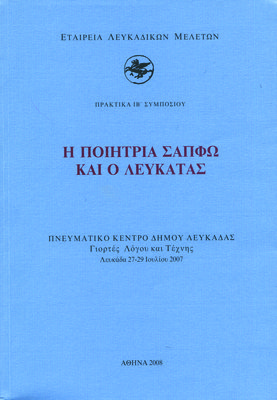 ΕΤΑΙΡΕΙΑ ΛΕΥΚΑΔΙΚΩΝ ΜΕΛΕΤΩΝ
ΠΡΑΚΤΙΚΑ ΙΒ΄ ΣΥΜΠΟΣΙΟΥ
Η ΠΟΙΗΤΡΙΑ ΣΑΠΦΩ
ΚΑΙ Ο ΛΕΥΚΑΤΑΣ
ΠΝΕΥΜΑΤΙΚΟ ΚΕΝΤΡΟ ΔΗΜΟΥ ΛΕΥΚΑΔΑΣ
Γιορτές Λόγου και Τέχνης
Λευκάδα 27-29 Ιουλίου 2007
ΑΘΗΝΑ 2008